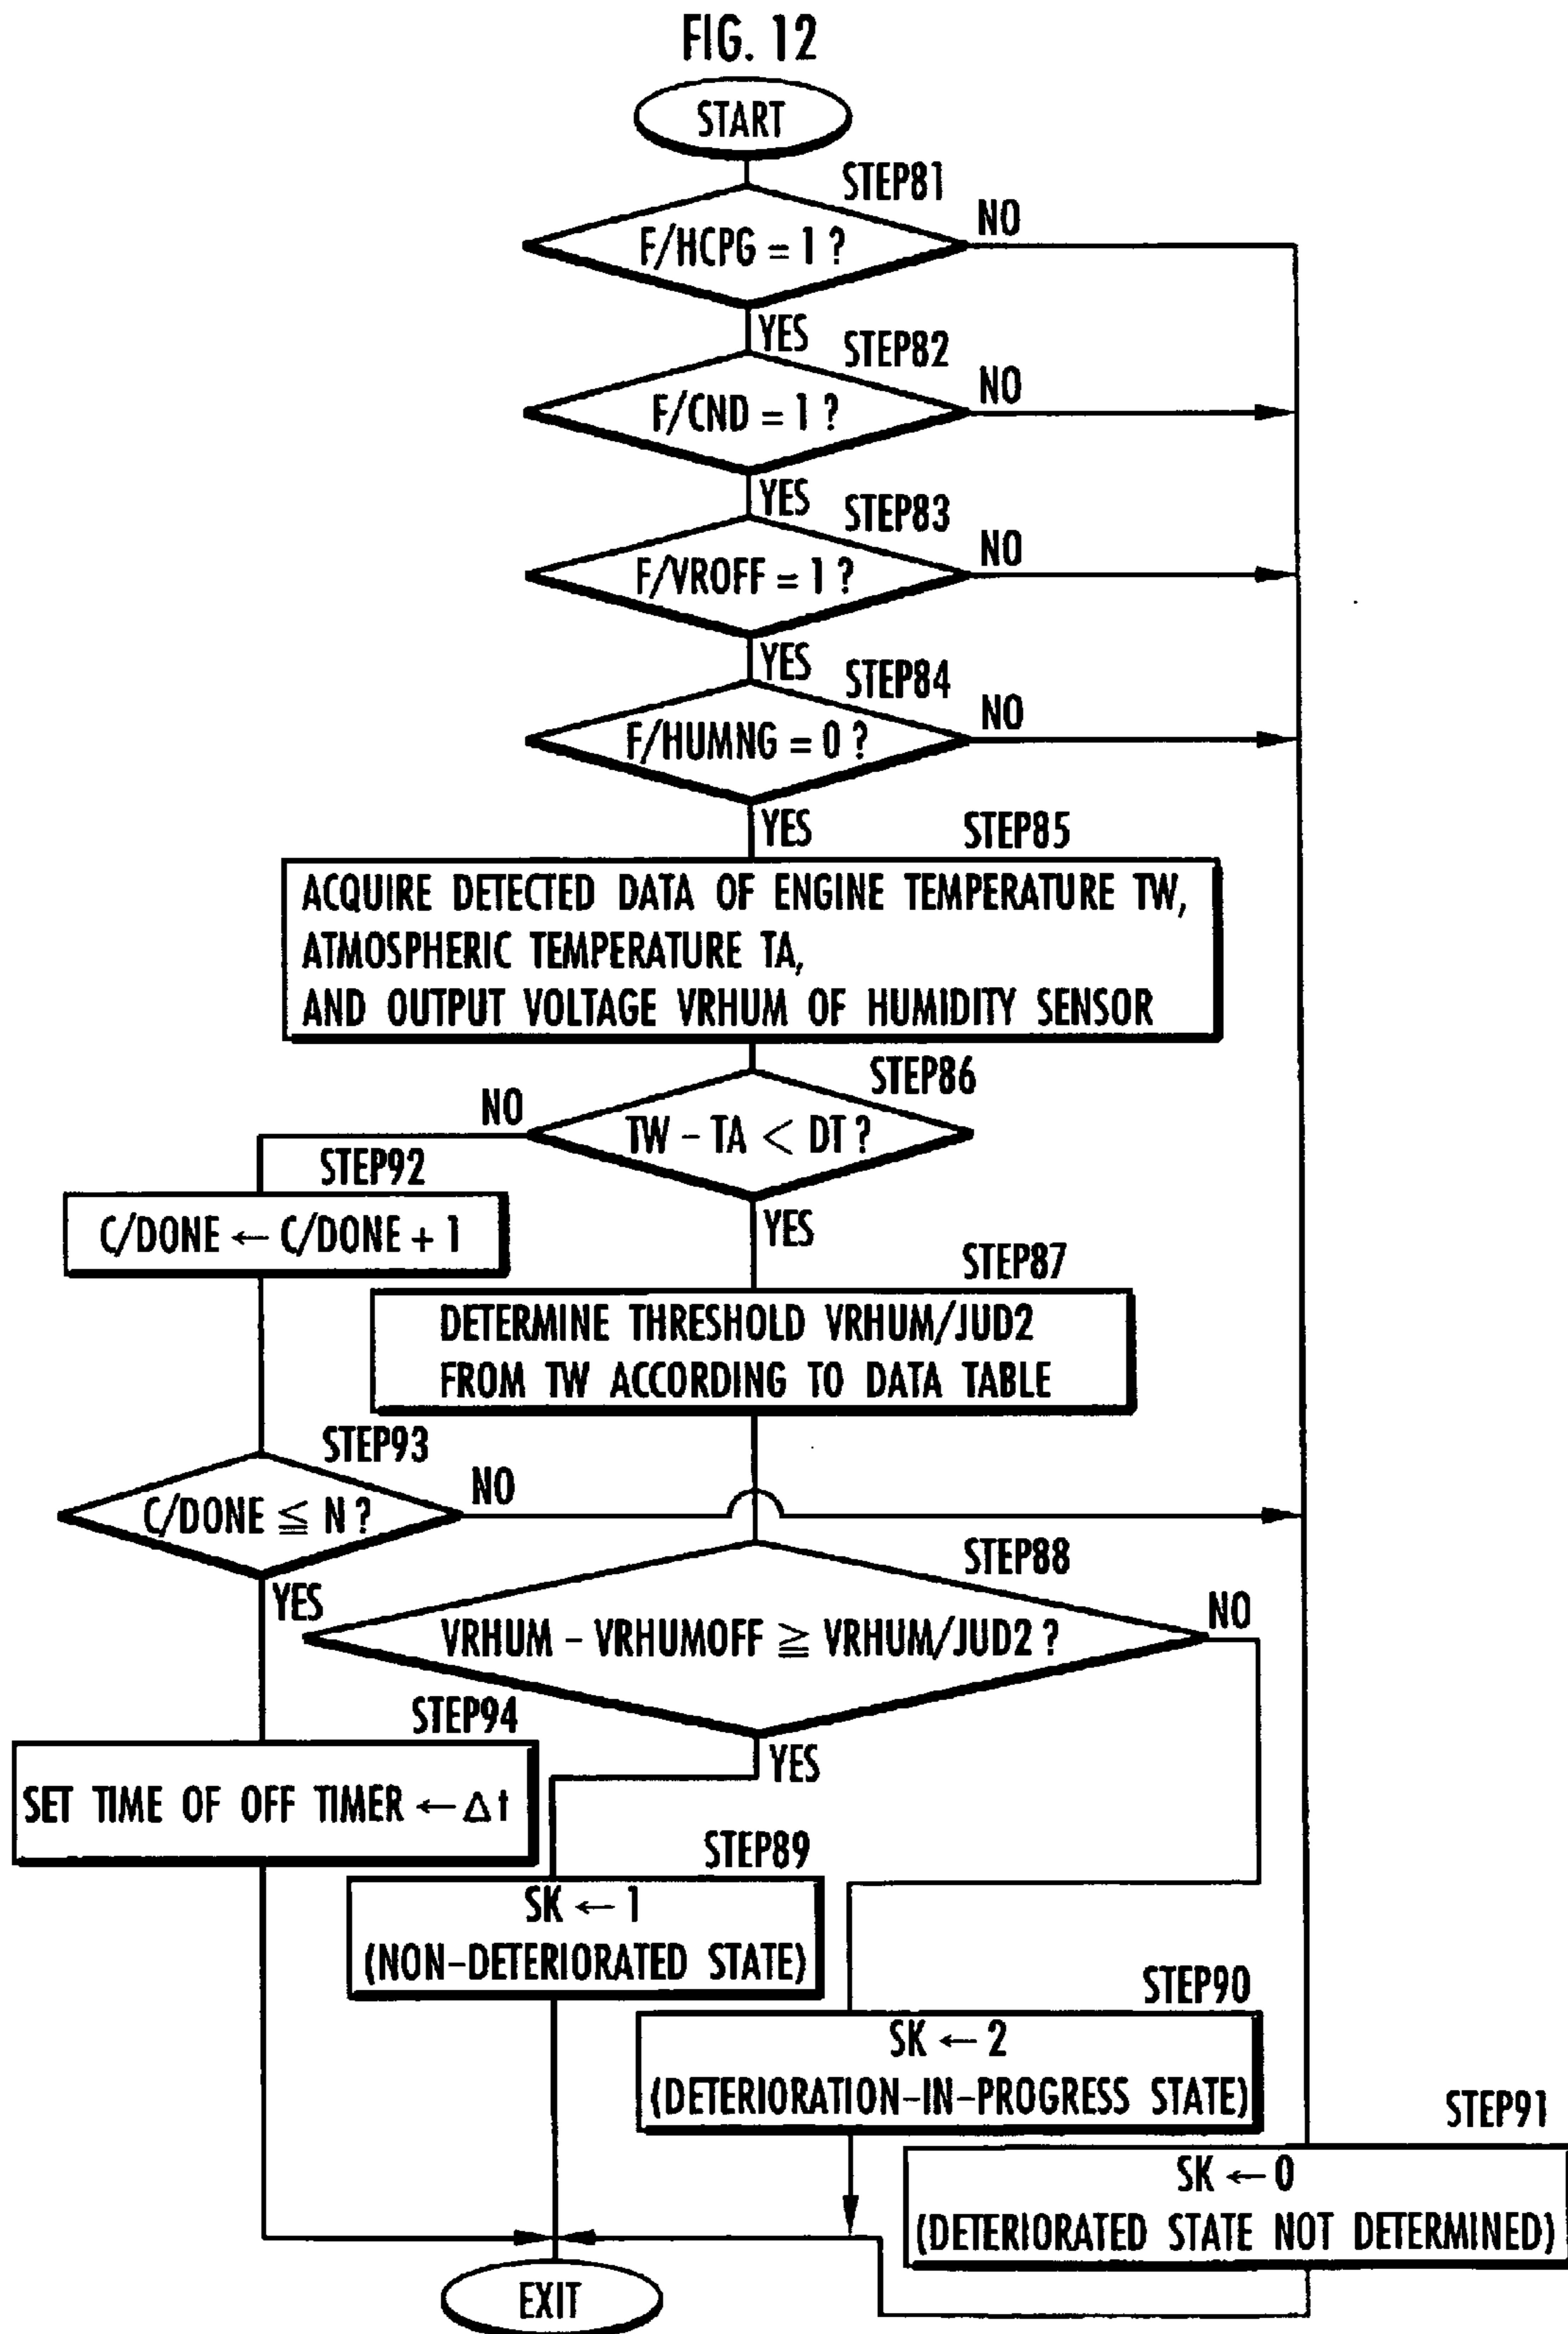 FIG. 12
START
STEP81
F/HCPG = 1 ?
NO
YES
STEP82
F/CND = 1 ?
NO
YES
STEP83
F/VROFF = 1 ?
NO
YES
STEP84
F/HUMNG = 0 ?
NO
YES
STEP85
ACQUIRE DETECTED DATA OF ENGINE TEMPERATURE TW,
ATMOSPHERIC TEMPERATURE TA,
AND OUTPUT VOLTAGE VRHUM OF HUMIDITY SENSOR
STEP86
NO
TW - TA < DT ?
YES
STEP92
C/DONE ← C/DONE + 1
STEP87
DETERMINE THRESHOLD VRHUM/JUD2
FROM TW ACCORDING TO DATA TABLE
STEP93
C/DONE ≦ N ?
NO
YES
STEP88
VRHUM - VRHUMOFF ≧ VRHUM/JUD2 ?
NO
YES
STEP94
SET TIME OF OFF TIMER ← Δt
STEP89
SK ← 1
(NON-DETERIORATED STATE)
STEP90
SK ← 2
(DETERIORATION-IN-PROGRESS STATE)
STEP91
SK ← 0
(DETERIORATED STATE NOT DETERMINED)
EXIT